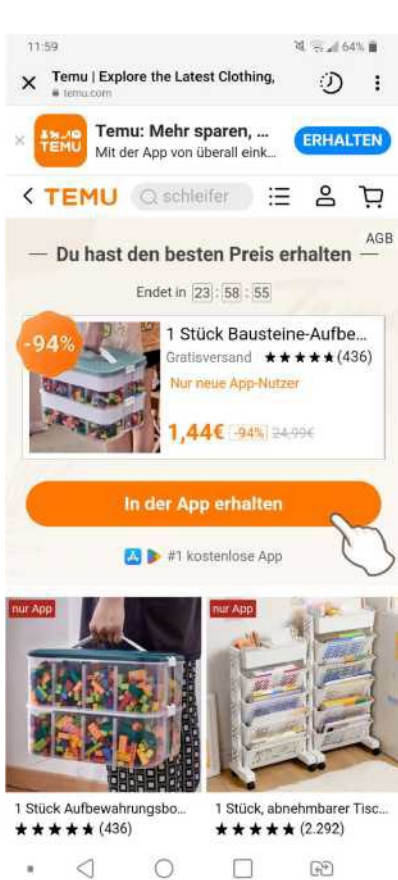 11:59
64%
Temu | Explore the Latest Clothing,
temu.com
TEMU
Temu: Mehr sparen, ...
Mit der App von überall eink...
ERHALTEN
TEMU
schleifer
AGB
Du hast den besten Preis erhalten
Endet in 23 : 58 : 55
-94%
1 Stück Bausteine-Aufbe...
Gratisversand ★★★★★ (436)
Nur neue App-Nutzer
1,44€ -94% 24,99€
In der App erhalten
#1 kostenlose App
nur App
nur App
1 Stück Aufbewahrungsbo...
★★★★★ (436)
1 Stück, abnehmbarer Tisc...
★★★★★ (2.292)